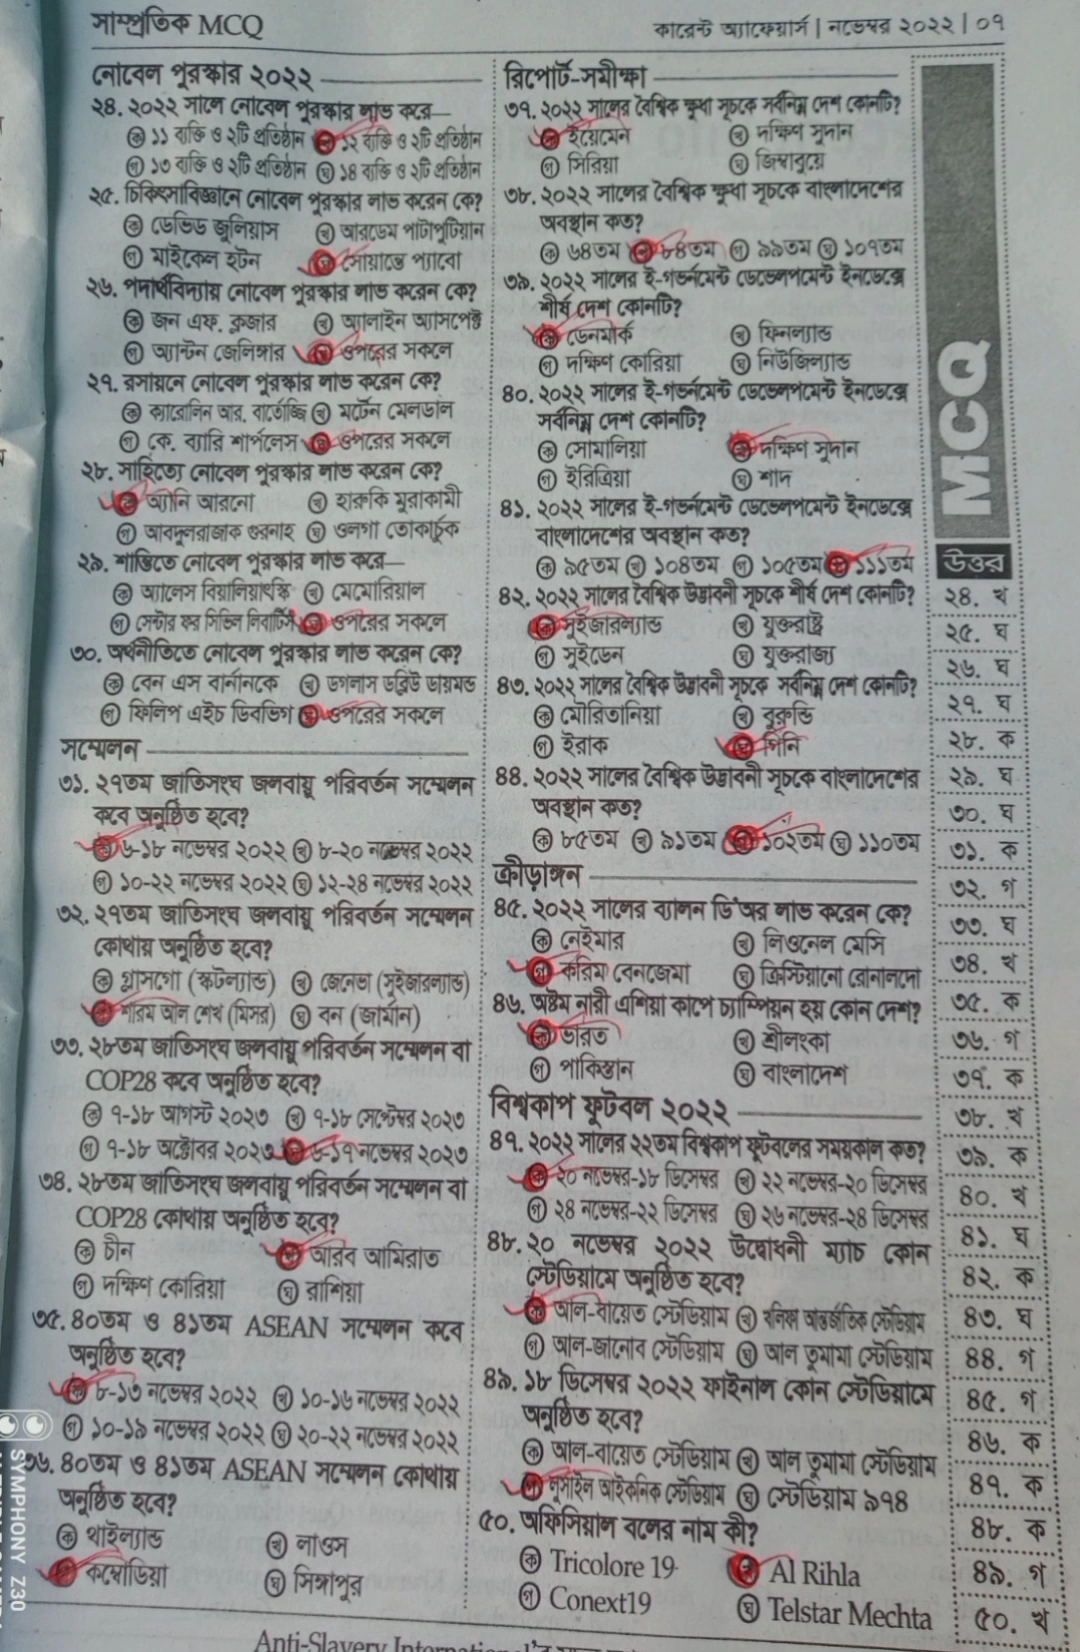 সাম্প্রতিক MCQ
কারেন্ট অ্যাফেয়ার্স | নভেম্বর ২০২২ | ০৭
নোবেল পুরস্কার ২০২২
২৪. ২০২২ সালে নোবেল পুরস্কার লাভ করে—
ক ১১ ব্যক্তি ও ২টি প্রতিষ্ঠান খ ১২ ব্যক্তি ও ২টি প্রতিষ্ঠান
গ ১৩ ব্যক্তি ও ২টি প্রতিষ্ঠান ঘ ১৪ ব্যক্তি ও ২টি প্রতিষ্ঠান
২৫. চিকিৎসাবিজ্ঞানে নোবেল পুরস্কার লাভ করেন কে?
ক ডেভিড জুলিয়াস খ আরডেম পাটাপুটিয়ান
গ মাইকেল হটন ঘ সোয়ান্তে প্যাবো
২৬. পদার্থবিদ্যায় নোবেল পুরস্কার লাভ করেন কে?
ক জন এফ. ক্লজার খ অ্যালাইন অ্যাসপেক্ট
গ অ্যান্টন জেলিঙ্গার ঘ ওপরের সকলে
২৭. রসায়নে নোবেল পুরস্কার লাভ করেন কে?
ক ক্যারোলিন আর. বার্তোজ্জি খ মর্টেন মেলডাল
গ কে. ব্যারি শার্পলেস ঘ ওপরের সকলে
২৮. সাহিত্যে নোবেল পুরস্কার লাভ করেন কে?
ক অ্যানি আরনো খ হারুকি মুরাকামী
গ আবদুলরাজাক গুরনাহ ঘ ওলগা তোকার্চুক
২৯. শান্তিতে নোবেল পুরস্কার লাভ করে—
ক অ্যালেস বিয়ালিয়াৎস্কি খ মেমোরিয়াল
গ সেন্টার ফর সিভিল লিবার্টিস ঘ ওপরের সকলে
৩০. অর্থনীতিতে নোবেল পুরস্কার লাভ করেন কে?
ক বেন এস বার্নানকে খ ডগলাস ডব্লিউ ডায়মন্ড
গ ফিলিপ এইচ ডিবভিগ ঘ ওপরের সকলে
সম্মেলন
৩১. ২৭তম জাতিসংঘ জলবায়ু পরিবর্তন সম্মেলন
কবে অনুষ্ঠিত হবে?
ক ৬-১৮ নভেম্বর ২০২২ খ ৮-২০ নভেম্বর ২০২২
গ ১০-২২ নভেম্বর ২০২২ ঘ ১২-২৪ নভেম্বর ২০২২
৩২. ২৭তম জাতিসংঘ জলবায়ু পরিবর্তন সম্মেলন
কোথায় অনুষ্ঠিত হবে?
ক গ্লাসগো (স্কটল্যান্ড) খ জেনেভা (সুইজারল্যান্ড)
গ শারম আল শেখ (মিসর) ঘ বন (জার্মান)
৩৩. ২৮তম জাতিসংঘ জলবায়ু পরিবর্তন সম্মেলন বা
COP28 কবে অনুষ্ঠিত হবে?
ক ৭-১৮ আগস্ট ২০২৩ খ ৭-১৮ সেপ্টেম্বর ২০২৩
গ ৭-১৮ অক্টোবর ২০২৩ ঘ ৬-১৭ নভেম্বর ২০২৩
৩৪. ২৮তম জাতিসংঘ জলবায়ু পরিবর্তন সম্মেলন বা
COP28 কোথায় অনুষ্ঠিত হবে?
ক চীন খ আরব আমিরাত
গ দক্ষিণ কোরিয়া ঘ রাশিয়া
৩৫. ৪০তম ও ৪১তম ASEAN সম্মেলন কবে
অনুষ্ঠিত হবে?
ক ৮-১৩ নভেম্বর ২০২২ খ ১০-১৬ নভেম্বর ২০২২
গ ১০-১৯ নভেম্বর ২০২২ ঘ ২০-২২ নভেম্বর ২০২২
৩৬. ৪০তম ও ৪১তম ASEAN সম্মেলন কোথায়
অনুষ্ঠিত হবে?
ক থাইল্যান্ড খ লাওস
গ কম্বোডিয়া ঘ সিঙ্গাপুর
রিপোর্ট-সমীক্ষা
৩৭. ২০২২ সালের বৈশ্বিক ক্ষুধা সূচকে সর্বনিম্ন দেশ কোনটি?
ক ইয়েমেন খ দক্ষিণ সুদান
গ সিরিয়া ঘ জিম্বাবুয়ে
৩৮. ২০২২ সালের বৈশ্বিক ক্ষুধা সূচকে বাংলাদেশের
অবস্থান কত?
ক ৬৪তম খ ৮৪তম গ ৯৯তম ঘ ১০৭তম
৩৯. ২০২২ সালের ই-গভর্নমেন্ট ডেভেলপমেন্ট ইনডেক্সে
শীর্ষ দেশ কোনটি?
ক ডেনমার্ক খ ফিনল্যান্ড
গ দক্ষিণ কোরিয়া ঘ নিউজিল্যান্ড
৪০. ২০২২ সালের ই-গভর্নমেন্ট ডেভেলপমেন্ট ইনডেক্সে
সর্বনিম্ন দেশ কোনটি?
ক সোমালিয়া খ দক্ষিণ সুদান
গ ইরিত্রিয়া ঘ শাদ
৪১. ২০২২ সালের ই-গভর্নমেন্ট ডেভেলপমেন্ট ইনডেক্সে
বাংলাদেশের অবস্থান কত?
ক ৯৫তম খ ১০৪তম গ ১০৫তম ঘ ১১১তম
৪২. ২০২২ সালের বৈশ্বিক উদ্ভাবনী সূচকে শীর্ষ দেশ কোনটি?
ক সুইজারল্যান্ড খ যুক্তরাষ্ট্র
গ সুইডেন ঘ যুক্তরাজ্য
৪৩. ২০২২ সালের বৈশ্বিক উদ্ভাবনী সূচকে সর্বনিম্ন দেশ কোনটি?
ক মৌরিতানিয়া খ বুরুন্ডি
গ ইরাক ঘ গিনি
৪৪. ২০২২ সালের বৈশ্বিক উদ্ভাবনী সূচকে বাংলাদেশের
অবস্থান কত?
ক ৮৫তম খ ৯১তম গ ১০২তম ঘ ১১০তম
ক্রীড়াঙ্গন
৪৫. ২০২২ সালের ব্যালন ডি'অর লাভ করেন কে?
ক নেইমার খ লিওনেল মেসি
গ করিম বেনজেমা ঘ ক্রিস্টিয়ানো রোনালদো
৪৬. অষ্টম নারী এশিয়া কাপে চ্যাম্পিয়ন হয় কোন দেশ?
ক ভারত খ শ্রীলংকা
গ পাকিস্তান ঘ বাংলাদেশ
বিশ্বকাপ ফুটবল ২০২২
৪৭. ২০২২ সালের ২২তম বিশ্বকাপ ফুটবলের সময়কাল কত?
ক ২০ নভেম্বর-১৮ ডিসেম্বর খ ২২ নভেম্বর-২০ ডিসেম্বর
গ ২৪ নভেম্বর-২২ ডিসেম্বর ঘ ২৬ নভেম্বর-২৪ ডিসেম্বর
৪৮. ২০ নভেম্বর ২০২২ উদ্বোধনী ম্যাচ কোন
স্টেডিয়ামে অনুষ্ঠিত হবে?
ক আল-বায়েত স্টেডিয়াম খ খলিফা আন্তর্জাতিক স্টেডিয়াম
গ আল-জানোব স্টেডিয়াম ঘ আল তুমামা স্টেডিয়াম
৪৯. ১৮ ডিসেম্বর ২০২২ ফাইনাল কোন স্টেডিয়ামে
অনুষ্ঠিত হবে?
ক আল-বায়েত স্টেডিয়াম খ আল তুমামা স্টেডিয়াম
গ লুসাইল আইকনিক স্টেডিয়াম ঘ স্টেডিয়াম ৯৭৪
৫০. অফিসিয়াল বলের নাম কী?
ক Tricolore 19 খ Al Rihla
গ Conext19 ঘ Telstar Mechta
MCQ
উত্তর
২৪. খ
২৫. ঘ
২৬. ঘ
২৭. ঘ
২৮. ক
২৯. ঘ
৩০. ঘ
৩১. ক
৩২. গ
৩৩. ঘ
৩৪. খ
৩৫. ক
৩৬. গ
৩৭. ক
৩৮. খ
৩৯. ক
৪০. খ
৪১. ঘ
৪২. ক
৪৩. ঘ
৪৪. গ
৪৫. গ
৪৬. ক
৪৭. ক
৪৮. ক
৪৯. গ
৫০. খ
SYMPHONY Z30
Anti-Slavery